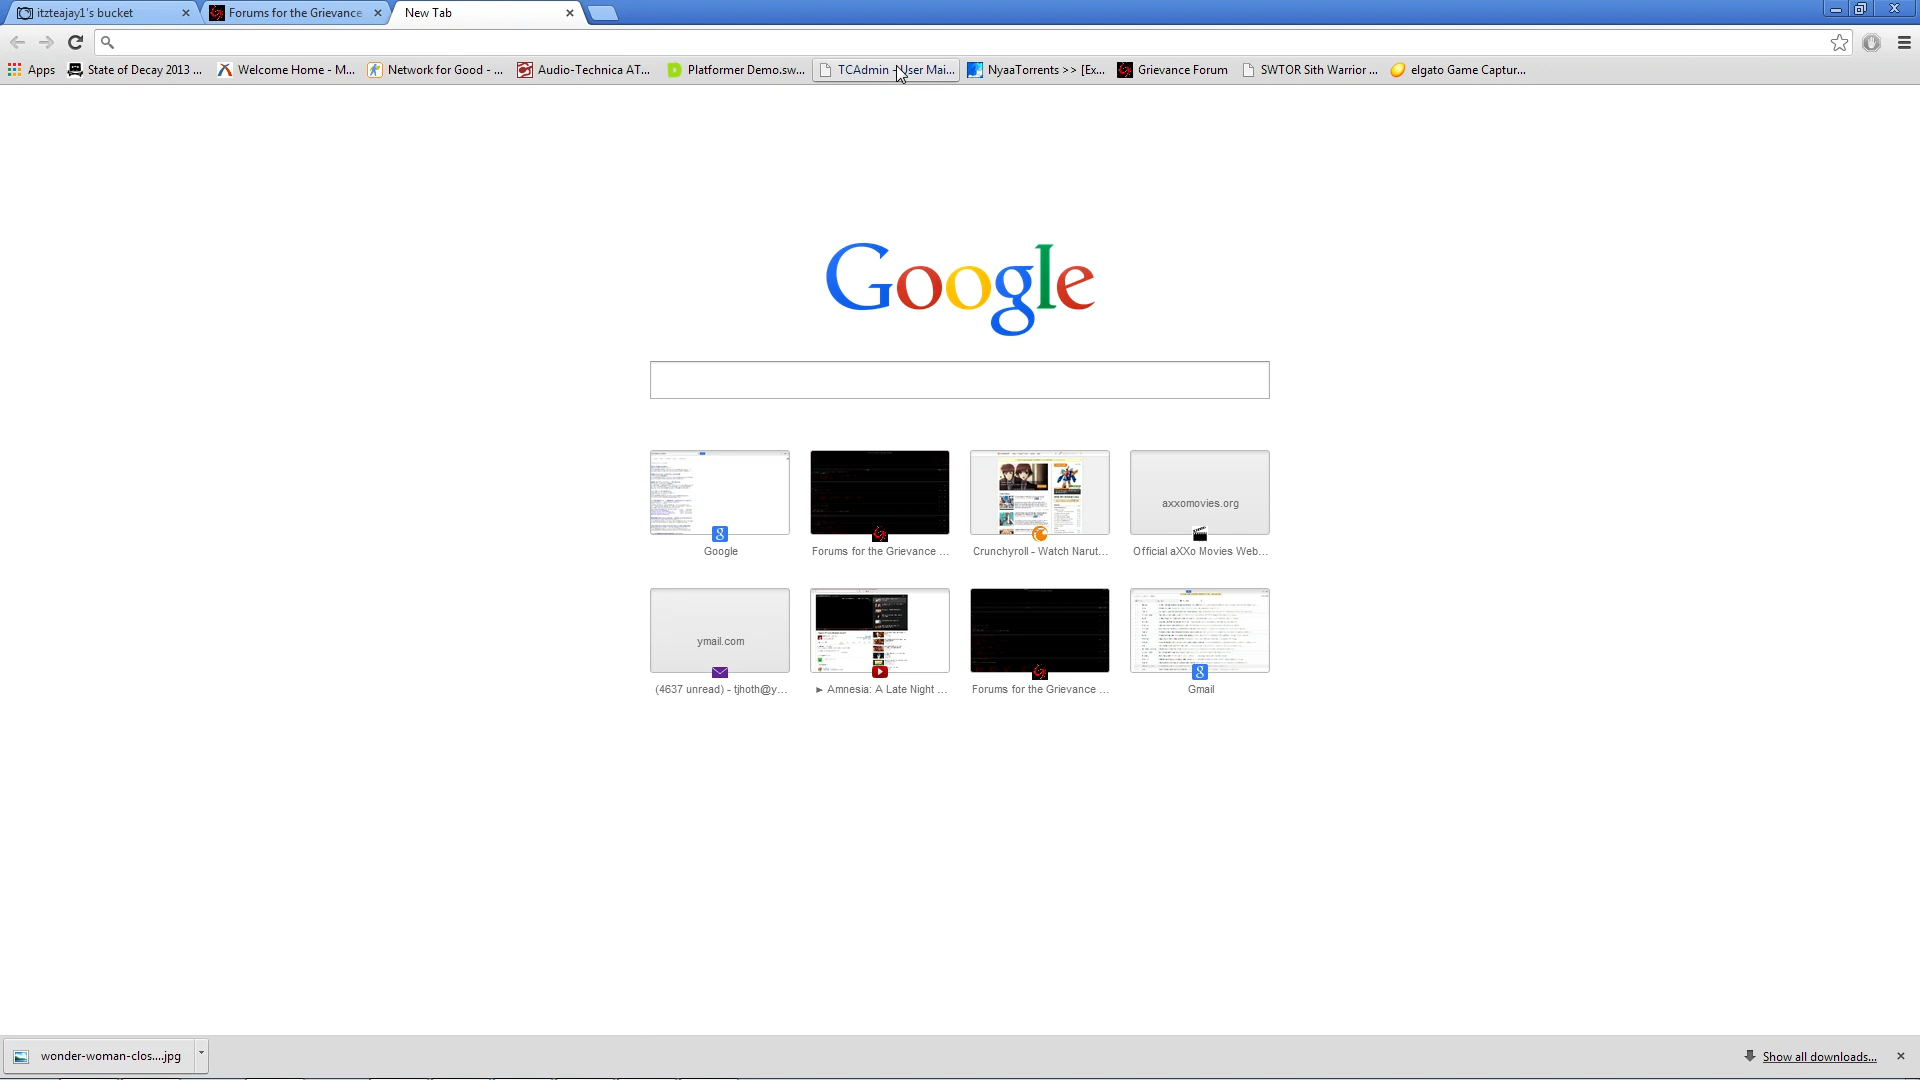 itzteajay1's bucket
Forums for the Grievance
New Tab
Apps
State of Decay 2013 ...
Welcome Home - M...
Network for Good - ...
Audio-Technica AT...
Platformer Demo.sw...
TCAdmin - User Mai...
NyaaTorrents >> [Ex...
Grievance Forum
SWTOR Sith Warrior ...
elgato Game Captur...
Google
axxomovies.org
Google
Forums for the Grievance ...
Crunchyroll - Watch Narut...
Official aXXo Movies Web...
ymail.com
(4637 unread) - tjhoth@y...
► Amnesia: A Late Night ...
Forums for the Grievance ...
Gmail
wonder-woman-clos....jpg
Show all downloads...